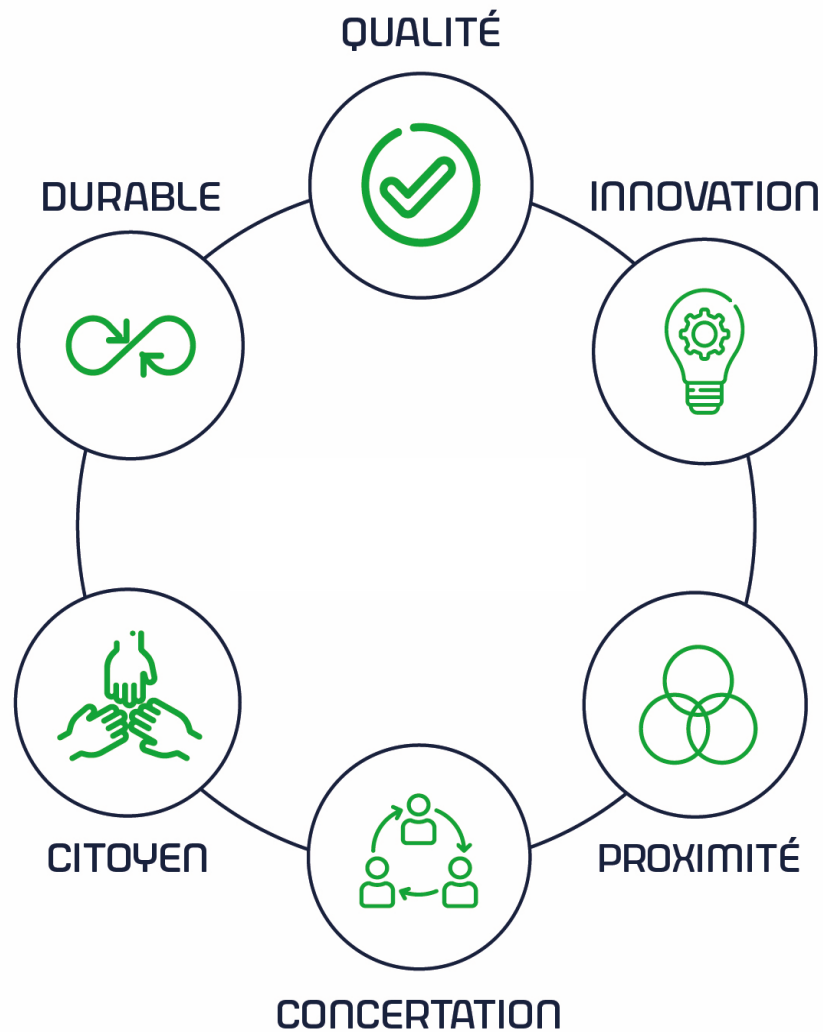 QUALITÉ
DURABLE
INNOVATION
CITOYEN
PROXIMITÉ
CONCERTATION